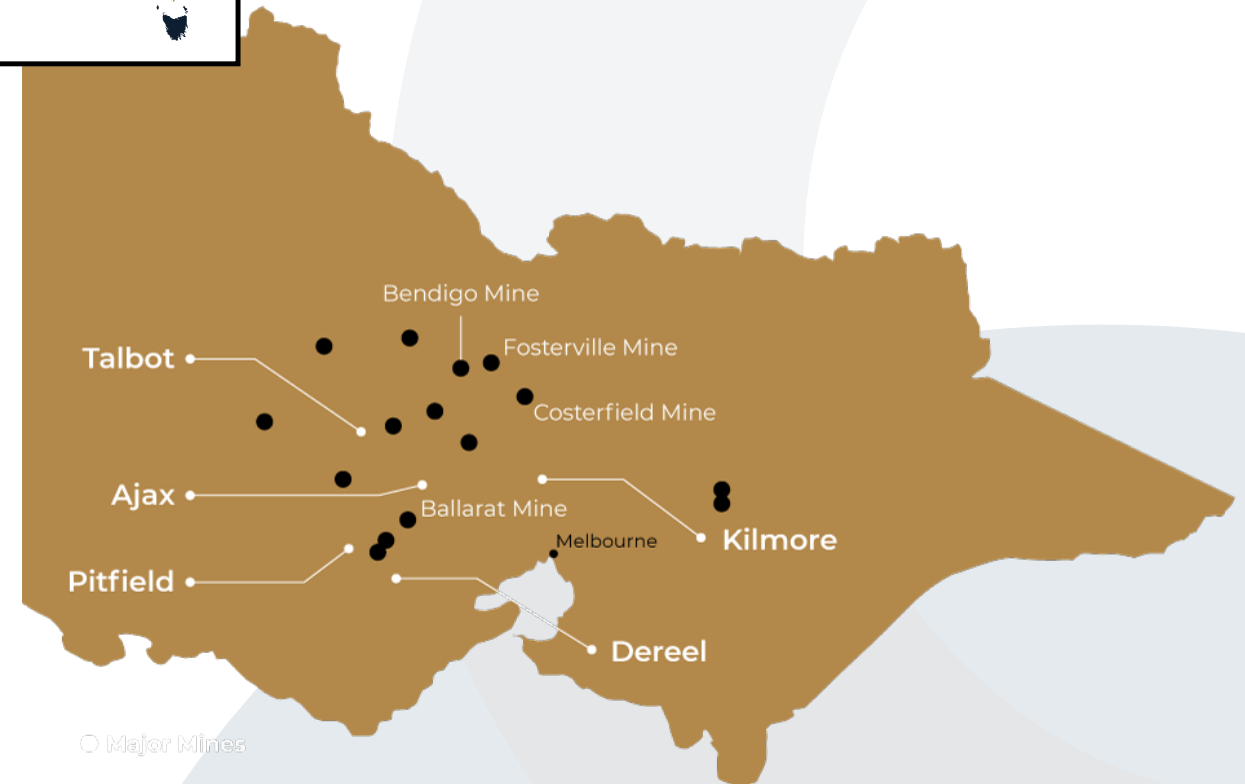 Bendigo Mine
Fosterville Mine
Talbot
Costerfield Mine
Ajax
Ballarat Mine
Kilmore
Melbourne
Pitfield
Dereel
Major Mines